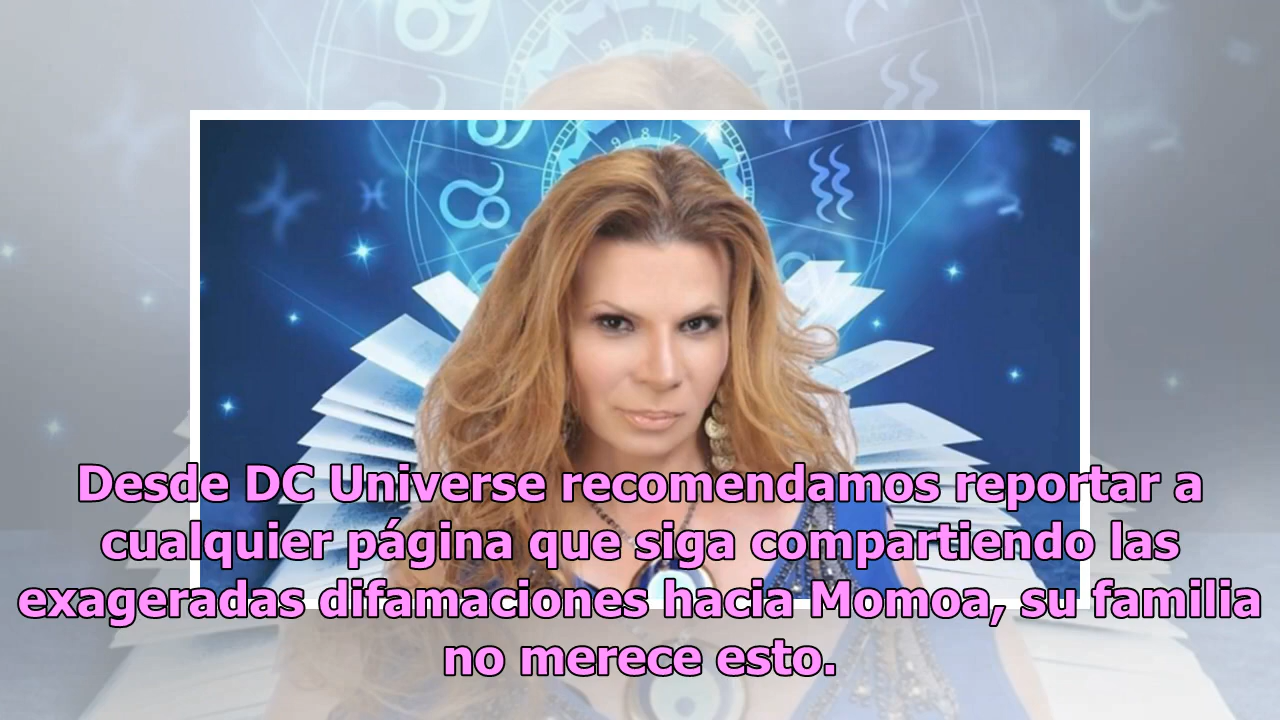 Desde DC Universe recomendamos reportar a
cualquier página que siga compartiendo las
exageradas difamaciones hacia Momoa, su familia
no merece esto.